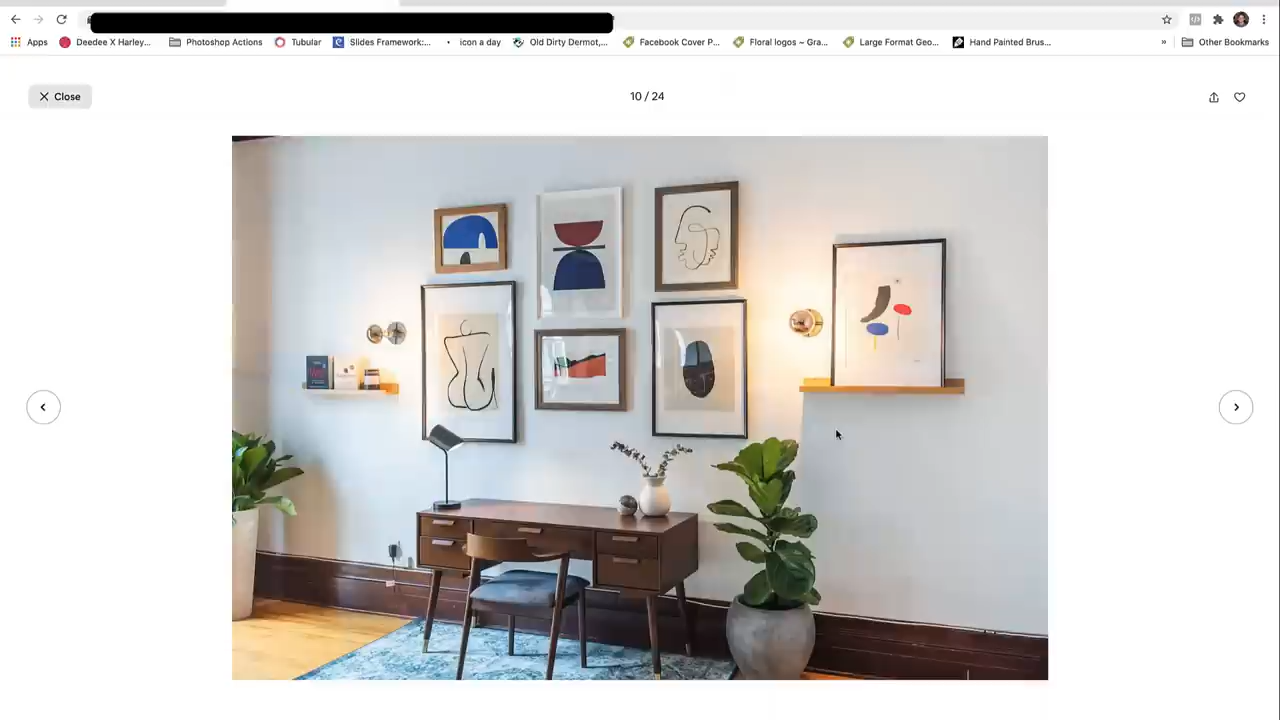 Apps Deedee X Harley... Photoshop Actions Tubular Slides Framework:... icon a day Old Dirty Dermot,... Facebook Cover P... Floral logos ~ Gra... Large Format Geo... Hand Painted Brus... » Other Bookmarks
Close 10 / 24